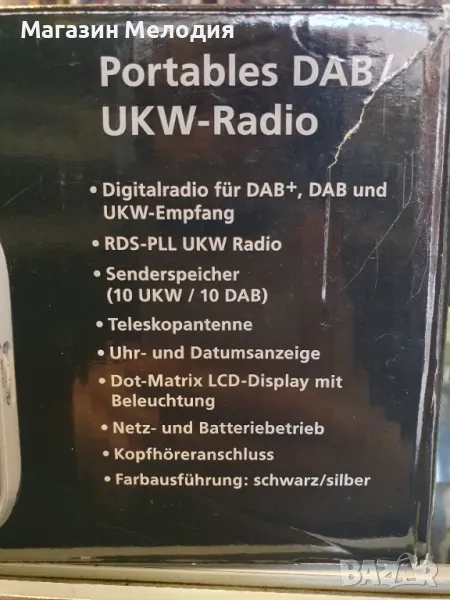 Магазин Мелодия
Portables DAB/
UKW-Radio
• Digitalradio für DAB+, DAB und
UKW-Empfang
• RDS-PLL UKW Radio
• Senderspeicher
(10 UKW / 10 DAB)
• Teleskopantenne
• Uhr- und Datumsanzeige
• Dot-Matrix LCD-Display mit
Beleuchtung
• Netz- und Batteriebetrieb
• Kopfhöreranschluss
• Farbausführung: schwarz/silber
BAZAR